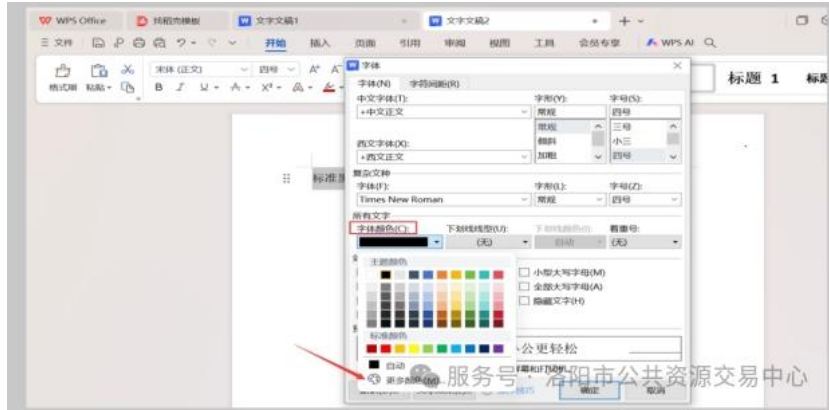 WPS Office 找稻壳模板 文字文稿1 文字文稿2
三 文件 开始 插入 页面 引用 审阅 视图 工具 会员专享 WPS AI
格式刷 粘贴 宋体 (正文) 四号 标题 1 标题
字体
字体(N) 字符间距(R)
中文字体(T): 字形(Y): 字号(S):
+中文正文 常规 四号
常规 三号
倾斜 小三
西文字体(X): 加粗 四号
+西文正文
复杂文种
字体(F): 字形(L): 字号(Z):
Times New Roman 常规 四号
标准黑
所有文字
字体颜色(C): 下划线线型(U): 下划线颜色(I): 着重号:
(无) 自动 (无)
主题颜色
小型大写字母(M)
全部大写字母(A)
隐藏文字(H)
标准颜色
办公更轻松
自动
更多颜色(M)...
确定 取消
服务号 · 洛阳市公共资源交易中心